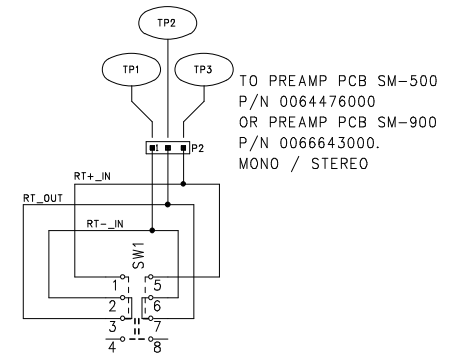 TP2
TP1
TP3
TO PREAMP PCB SM-500
P/N 0064476000
OR PREAMP PCB SM-900
P/N 0066643000.
MONO / STEREO
1
P2
RT+_IN
RT_OUT
RT-_IN
SW1
1
5
2
6
3
7
4
8